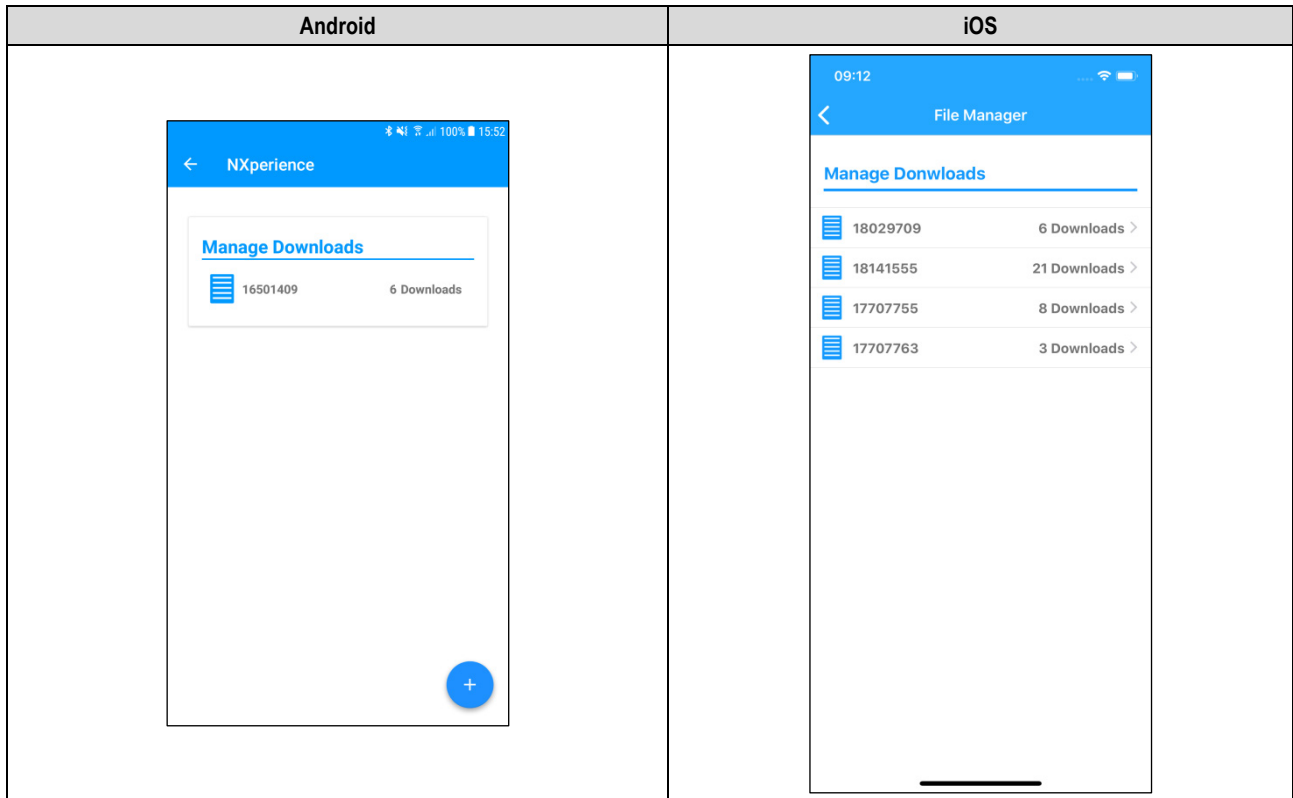 Android
iOS
100% 15:52
← NXperience
Manage Downloads
16501409 6 Downloads
+
09:12
File Manager
Manage Donwloads
18029709 6 Downloads
18141555 21 Downloads
17707755 8 Downloads
17707763 3 Downloads